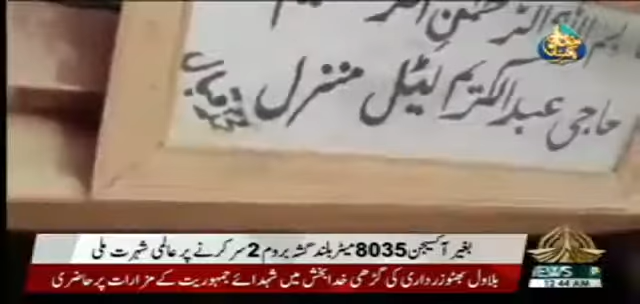 بسم اللہ الرحمن الرحیم
حاجی عبدالکریم لیٹل منزل
بغیر آکسیجن 8035 میٹر بلند گشہ بروم 2 سر کرنے پر عالمی شہرت ملی
بلاول بھٹو زرداری کی گڑھی خدا بخش میں شہدائے جمہوریت کے مزارات پر حاضری
NEWS
12:44 AM